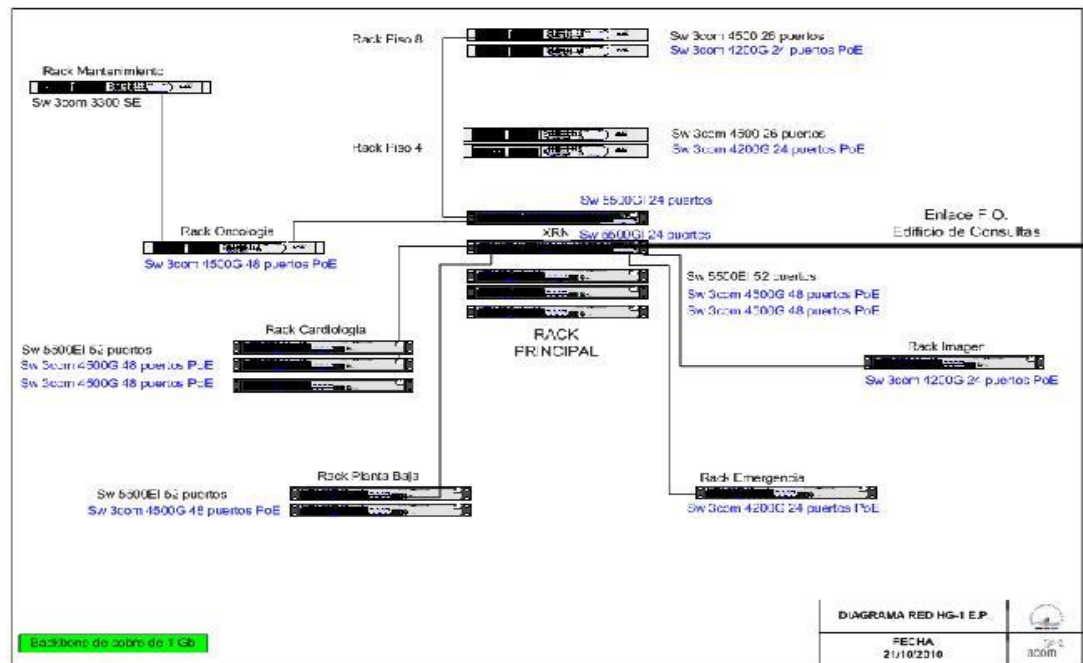 Rack Piso 8
Sw 3com 4500 26 puertos
Sw 3com 4200G 24 puertos PoE
Rack Mantenimiento
Sw 3com 3300 SE
Rack Piso 4
Sw 3com 4500 26 puertos
Sw 3com 4200G 24 puertos PoE
Sw 5500GI 24 puertos
XRN
Sw 5500GI 24 puertos
Enlace F.O.
Edificio de Consultas
Rack Oncologia
Sw 3com 4500G 48 puertos PoE
Sw 5500EI 52 puertos
Sw 3com 4500G 48 puertos PoE
Sw 3com 4500G 48 puertos PoE
RACK
PRINCIPAL
Rack Cardiología
Sw 5500EI 52 puertos
Sw 3com 4500G 48 puertos PoE
Sw 3com 4500G 48 puertos PoE
Rack Imagen
Sw 3com 4200G 24 puertos PoE
Rack Planta Baja
Sw 5500EI 52 puertos
Sw 3com 4500G 48 puertos PoE
Rack Emergencia
Sw 3com 4200G 24 puertos PoE
Backbone de cobre de 1 Gb
DIAGRAMA RED HG-1 E.P.
FECHA
21/10/2010